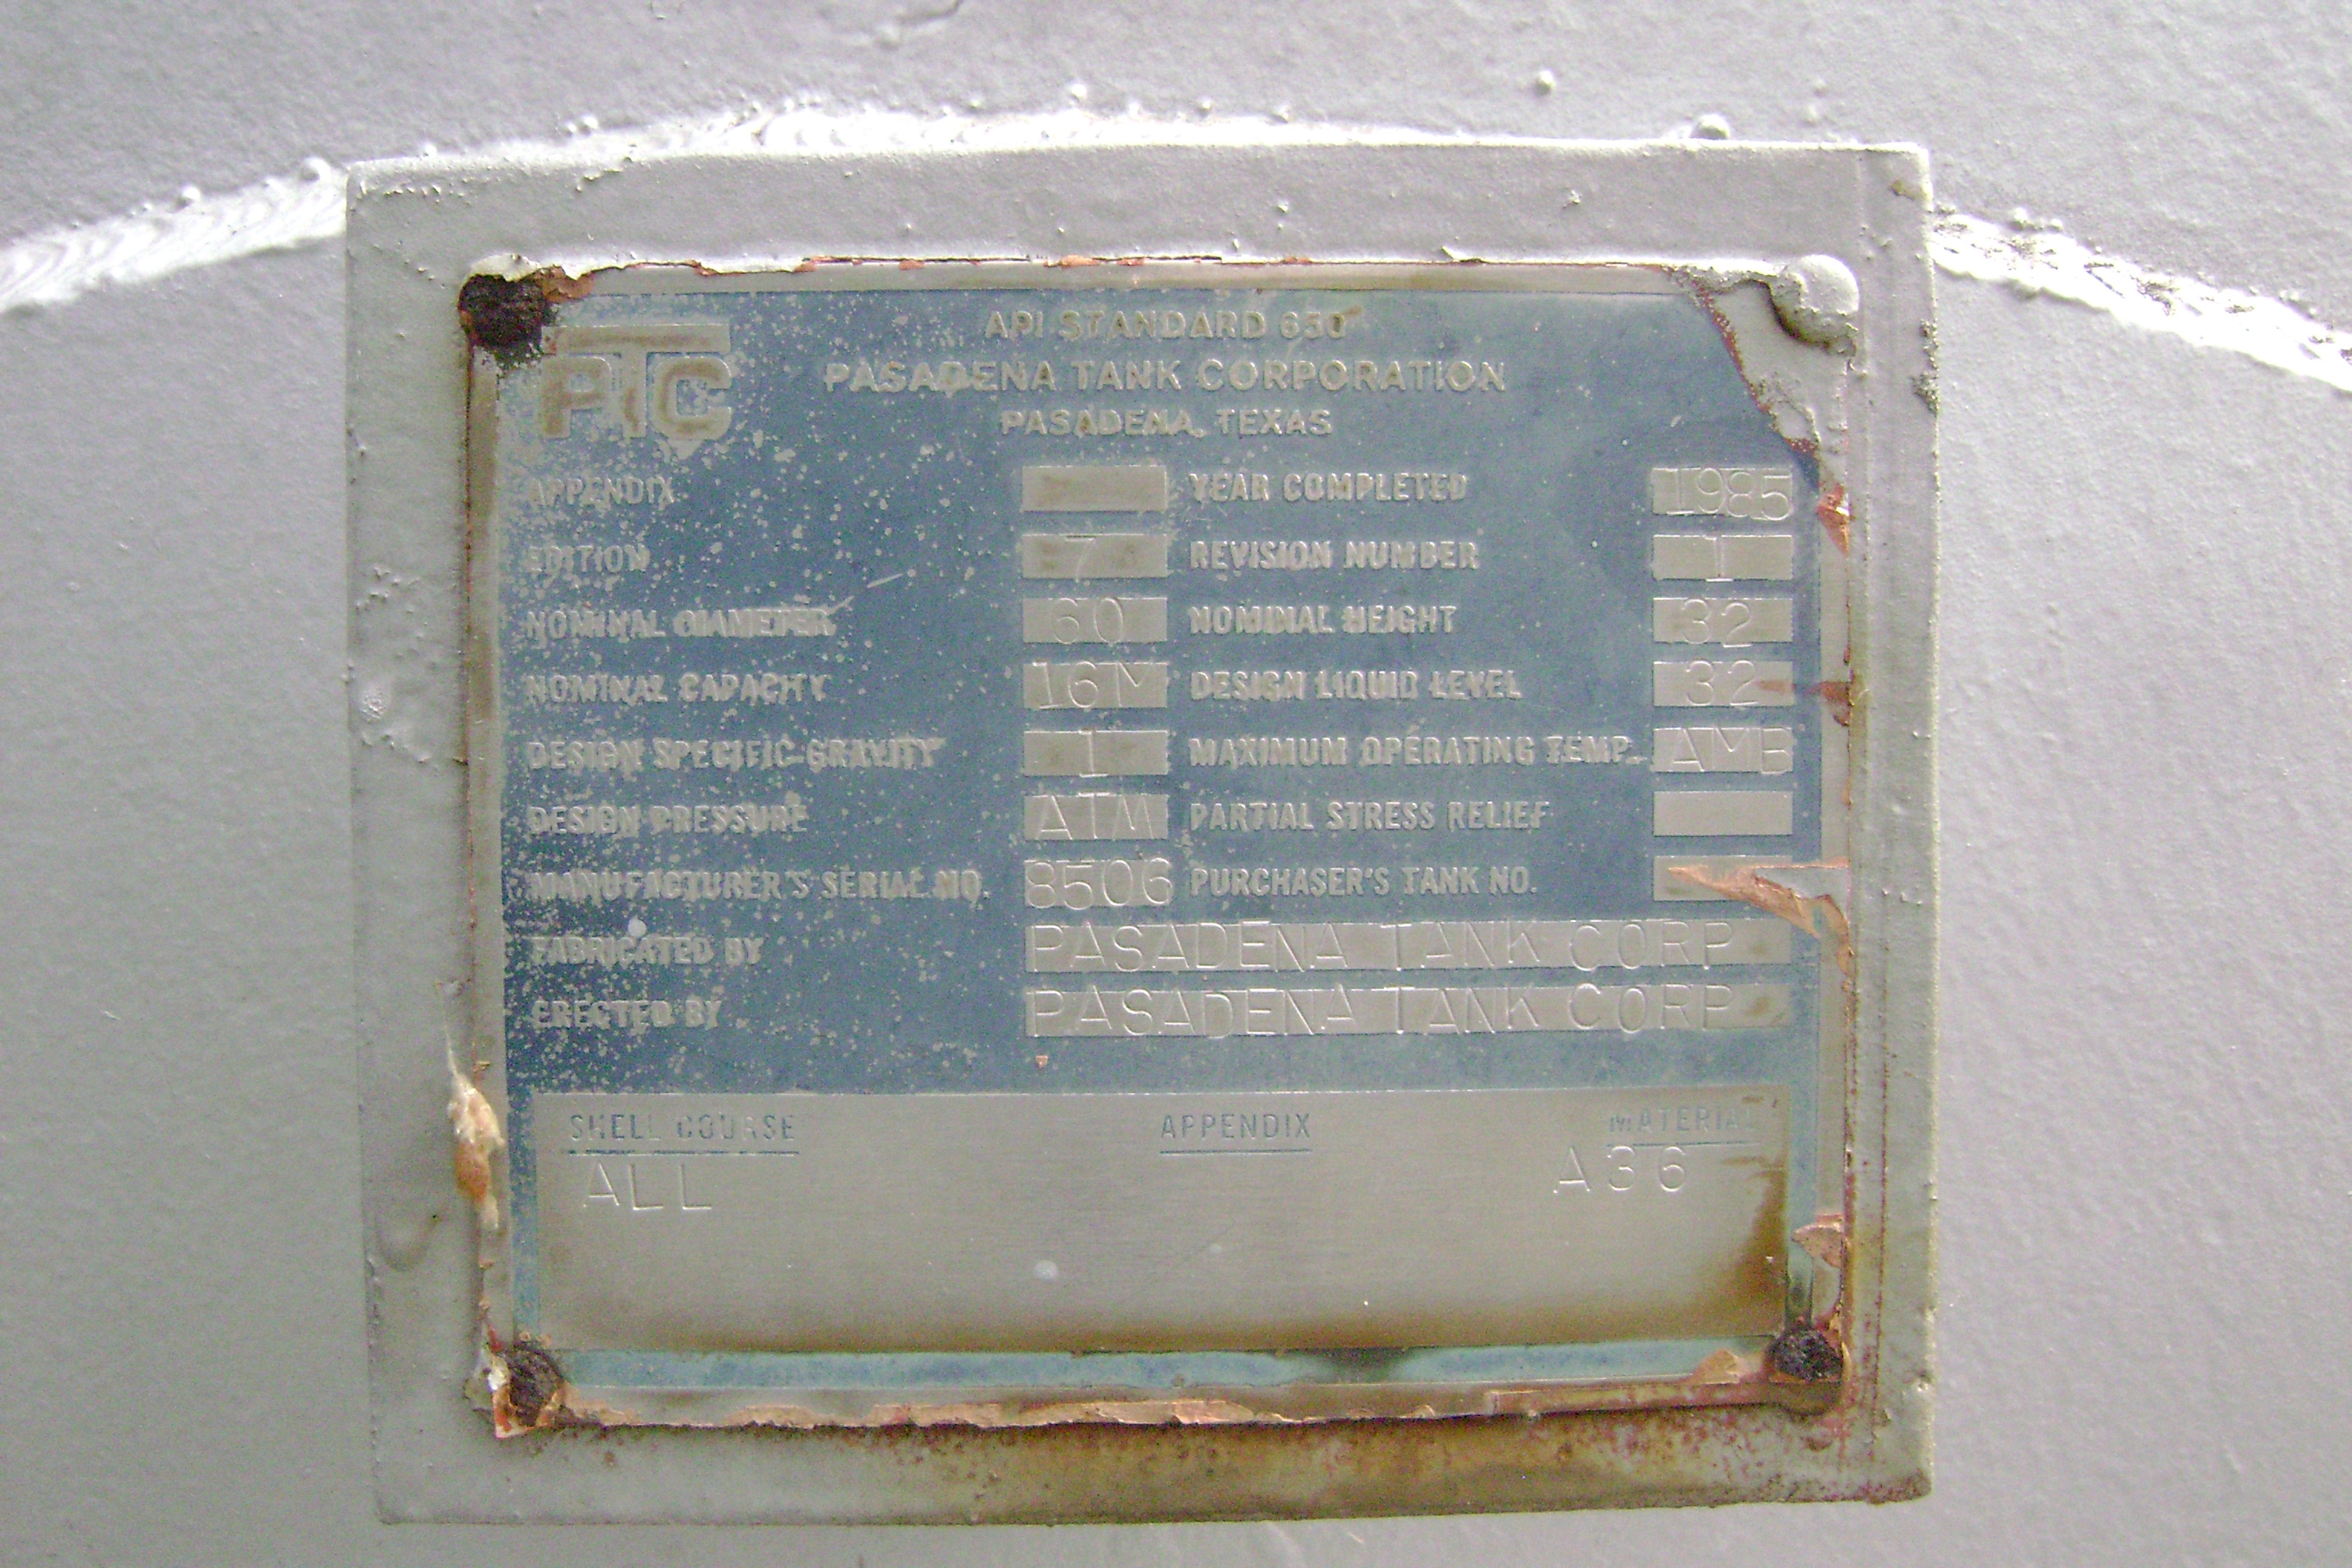 API STANDARD 650
PTC
PASADENA TANK CORPORATION
PASADENA, TEXAS
APPENDIX YEAR COMPLETED 1985
EDITION 7 REVISION NUMBER 1
NOMINAL DIAMETER 60 NOMINAL HEIGHT 32
NOMINAL CAPACITY 16M DESIGN LIQUID LEVEL 32
DESIGN SPECIFIC GRAVITY 1 MAXIMUM OPERATING TEMP. AMB
DESIGN PRESSURE ATM PARTIAL STRESS RELIEF
MANUFACTURER'S SERIAL NO. 8506 PURCHASER'S TANK NO.
FABRICATED BY PASADENA TANK CORP
ERECTED BY PASADENA TANK CORP
SHELL COURSE APPENDIX MATERIAL
ALL A36